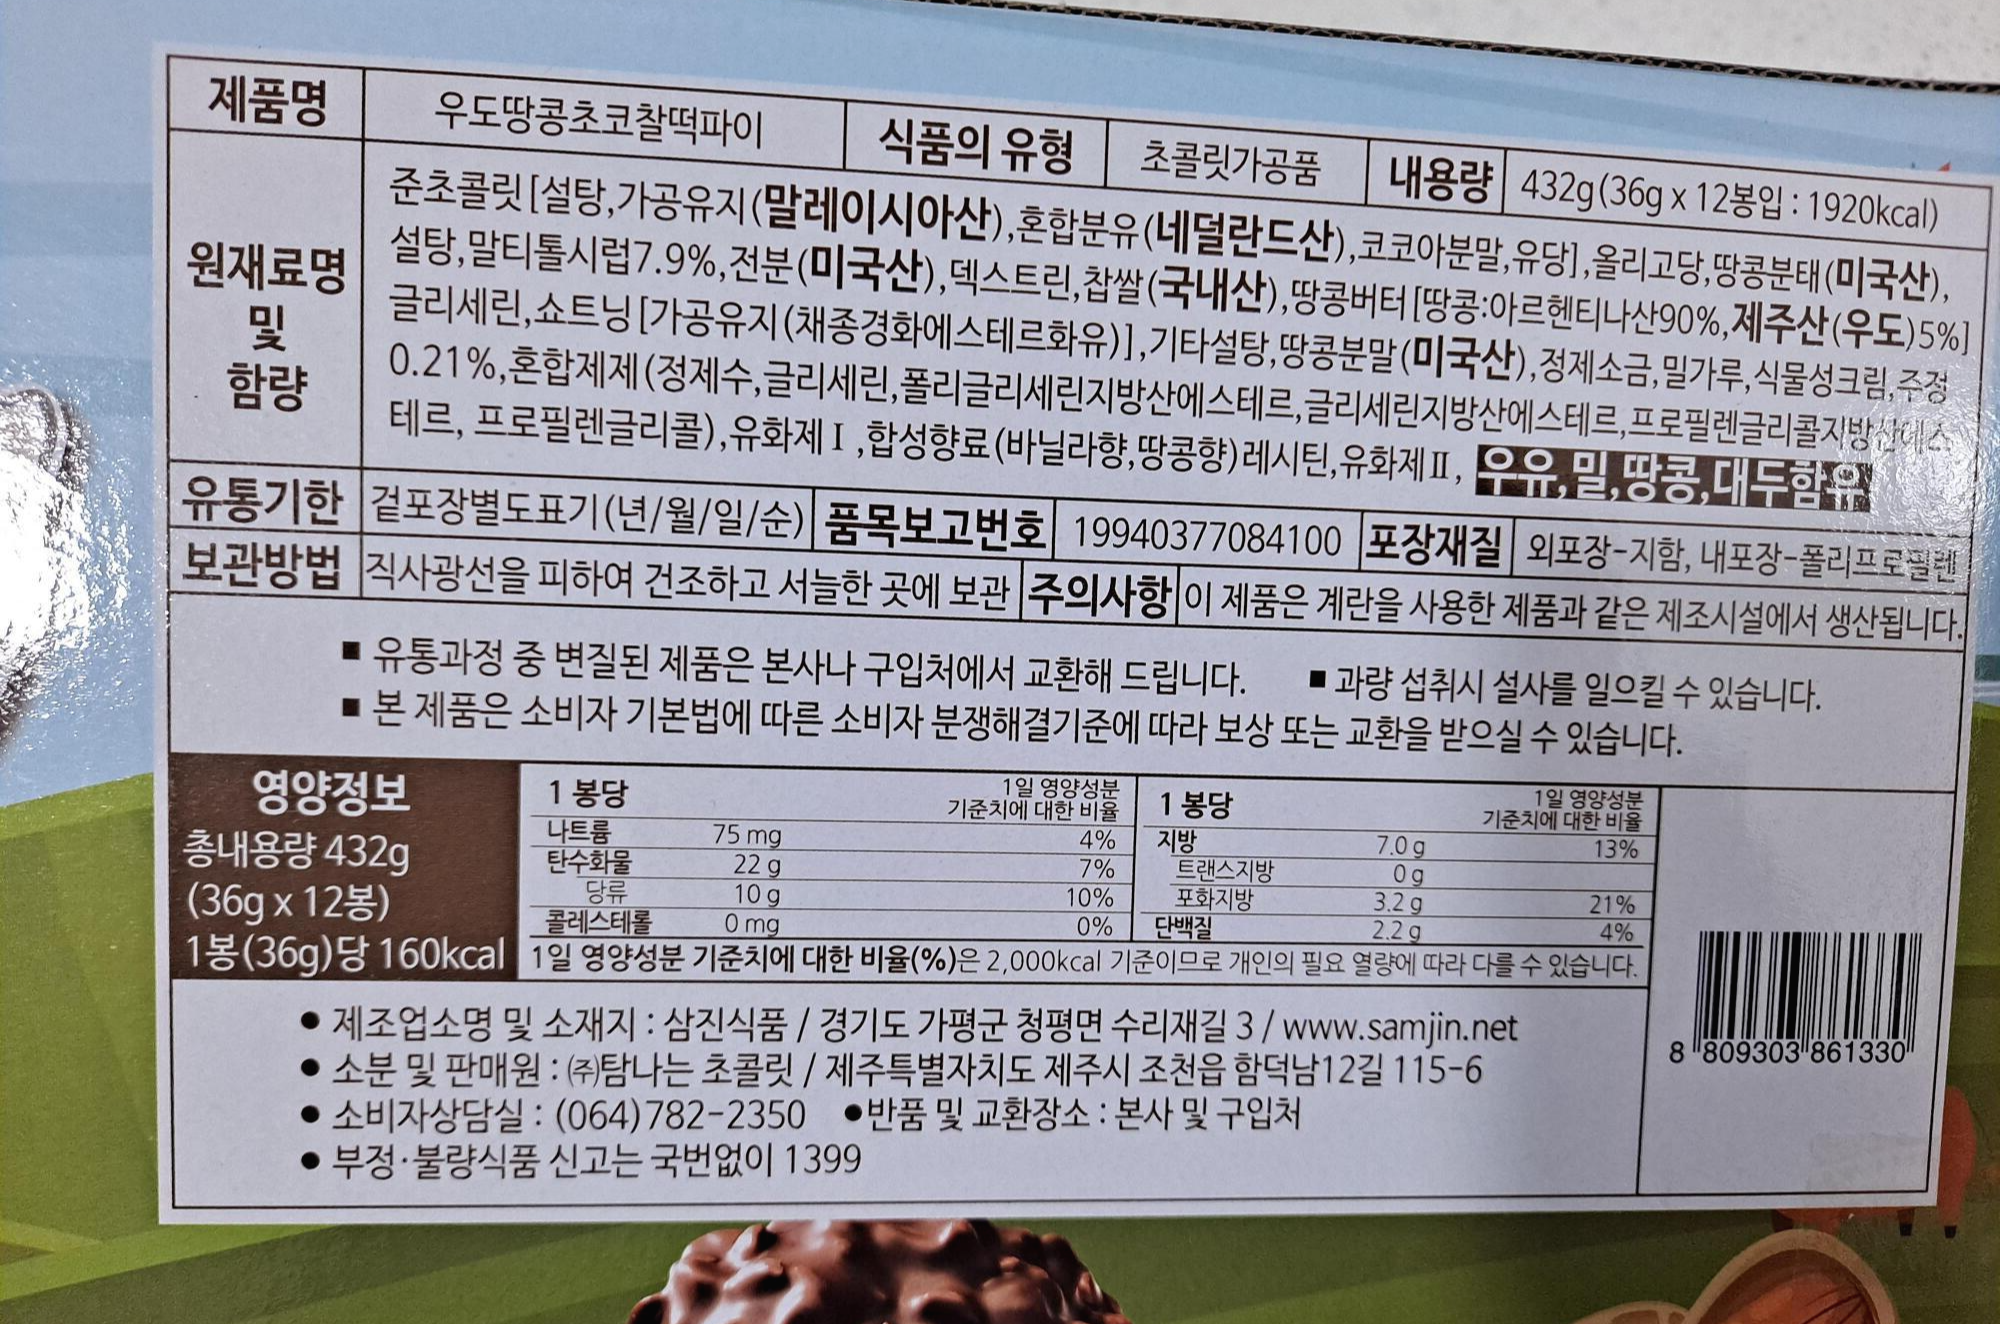 제품명 우도땅콩초코찰떡파이 식품의 유형 초콜릿가공품 내용량 432g(36g x 12봉입 : 1920kcal)
원재료명 및 함량
준초콜릿[설탕,가공유지(말레이시아산),혼합분유(네덜란드산),코코아분말,유당],올리고당,땅콩분태(미국산),
설탕,말티톨시럽7.9%,전분(미국산),덱스트린,찹쌀(국내산),땅콩버터[땅콩:아르헨티나산90%,제주산(우도)5%]
글리세린,쇼트닝[가공유지(채종경화에스테르화유)],기타설탕,땅콩분말(미국산),정제소금,밀가루,식물성크림,주정
0.21%,혼합제제(정제수,글리세린,폴리글리세린지방산에스테르,글리세린지방산에스테르,프로필렌글리콜지방산에스
테르, 프로필렌글리콜),유화제Ⅰ,합성향료(바닐라향,땅콩향)레시틴,유화제Ⅱ, 우유,밀,땅콩,대두함유
유통기한 겉포장별도표기(년/월/일/순) 품목보고번호 19940377084100 포장재질 외포장-지함, 내포장-폴리프로필렌
보관방법 직사광선을 피하여 건조하고 서늘한 곳에 보관 주의사항 이 제품은 계란을 사용한 제품과 같은 제조시설에서 생산됩니다.
■ 유통과정 중 변질된 제품은 본사나 구입처에서 교환해 드립니다. ■ 과량 섭취시 설사를 일으킬 수 있습니다.
■ 본 제품은 소비자 기본법에 따른 소비자 분쟁해결기준에 따라 보상 또는 교환을 받으실 수 있습니다.
영양정보
총내용량 432g
(36g x 12봉)
1봉(36g)당 160kcal
1 봉당 1일 영양성분 기준치에 대한 비율
나트륨 75 mg 4%
탄수화물 22 g 7%
당류 10 g 10%
콜레스테롤 0 mg 0%
1 봉당 1일 영양성분 기준치에 대한 비율
지방 7.0 g 13%
트랜스지방 0 g
포화지방 3.2 g 21%
단백질 2.2 g 4%
1일 영양성분 기준치에 대한 비율(%)은 2,000kcal 기준이므로 개인의 필요 열량에 따라 다를 수 있습니다.
● 제조업소명 및 소재지 : 삼진식품 / 경기도 가평군 청평면 수리재길 3 / www.samjin.net
● 소분 및 판매원 : ㈜탐나는 초콜릿 / 제주특별자치도 제주시 조천읍 함덕남12길 115-6
● 소비자상담실 : (064)782-2350 ●반품 및 교환장소 : 본사 및 구입처
● 부정·불량식품 신고는 국번없이 1399
8 809303 861330